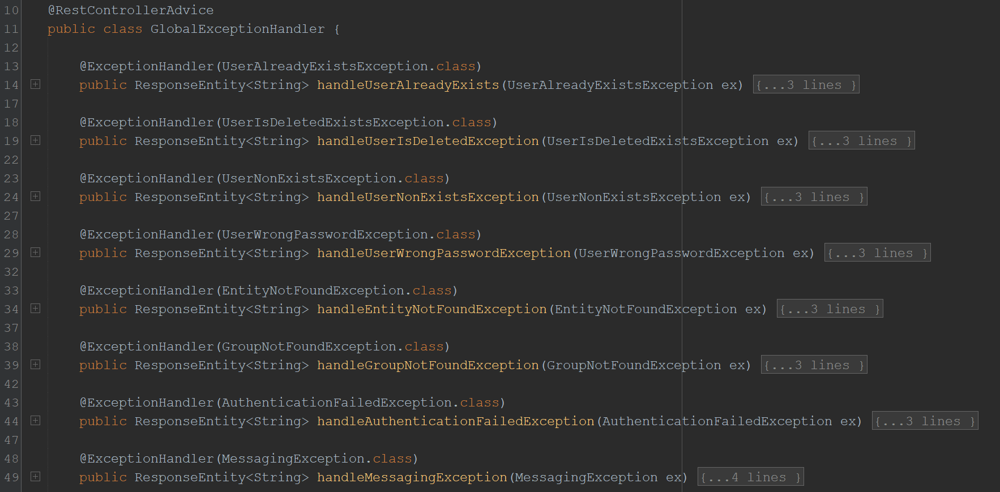 10 @RestControllerAdvice
11 public class GlobalExceptionHandler {
12
13 @ExceptionHandler(UserAlreadyExistsException.class)
14 public ResponseEntity<String> handleUserAlreadyExists(UserAlreadyExistsException ex) {...3 lines }
17
18 @ExceptionHandler(UserIsDeletedExistsException.class)
19 public ResponseEntity<String> handleUserIsDeletedException(UserIsDeletedExistsException ex) {...3 lines }
22
23 @ExceptionHandler(UserNonExistsException.class)
24 public ResponseEntity<String> handleUserNonExistsException(UserNonExistsException ex) {...3 lines }
27
28 @ExceptionHandler(UserWrongPasswordException.class)
29 public ResponseEntity<String> handleUserWrongPasswordException(UserWrongPasswordException ex) {...3 lines }
32
33 @ExceptionHandler(EntityNotFoundException.class)
34 public ResponseEntity<String> handleEntityNotFoundException(EntityNotFoundException ex) {...3 lines }
37
38 @ExceptionHandler(GroupNotFoundException.class)
39 public ResponseEntity<String> handleGroupNotFoundException(GroupNotFoundException ex) {...3 lines }
42
43 @ExceptionHandler(AuthenticationFailedException.class)
44 public ResponseEntity<String> handleAuthenticationFailedException(AuthenticationFailedException ex) {...3 lines }
47
48 @ExceptionHandler(MessagingException.class)
49 public ResponseEntity<String> handleMessagingException(MessagingException ex) {...4 lines }